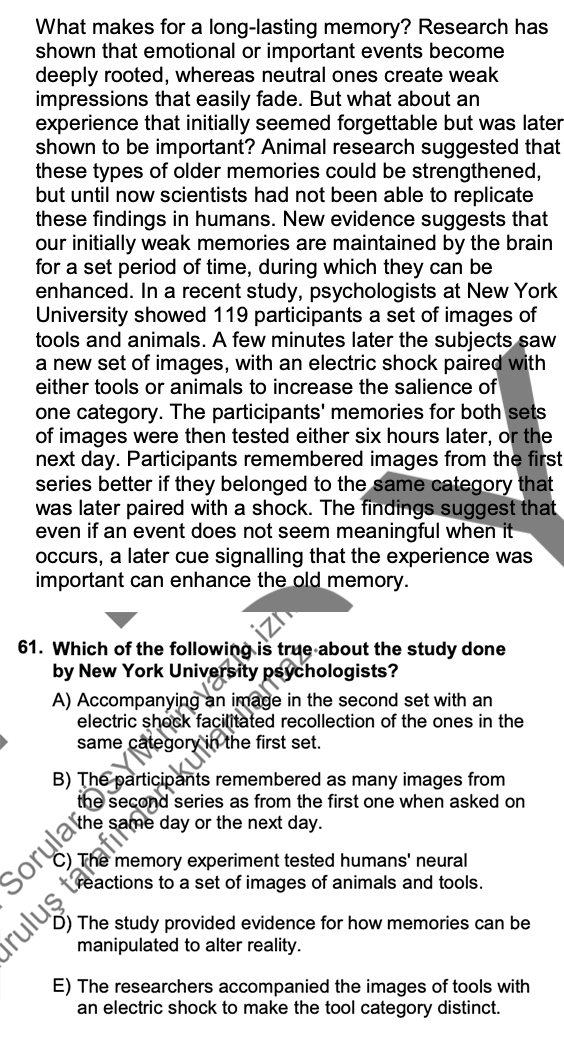 What makes for a long-lasting memory? Research has
shown that emotional or important events become
deeply rooted, whereas neutral ones create weak
impressions that easily fade. But what about an
experience that initially seemed forgettable but was later
shown to be important? Animal research suggested that
these types of older memories could be strengthened,
but until now scientists had not been able to replicate
these findings in humans. New evidence suggests that
our initially weak memories are maintained by the brain
for a set period of time, during which they can be
enhanced. In a recent study, psychologists at New York
University showed 119 participants a set of images of
tools and animals. A few minutes later the subjects saw
a new set of images, with an electric shock paired with
either tools or animals to increase the salience of
one category. The participants' memories for both sets
of images were then tested either six hours later, or the
next day. Participants remembered images from the first
series better if they belonged to the same category that
was later paired with a shock. The findings suggest that
even if an event does not seem meaningful when it
occurs, a later cue signalling that the experience was
important can enhance the old memory.
61. Which of the following is true about the study done
by New York University psychologists?
A) Accompanying an image in the second set with an
electric shock facilitated recollection of the ones in the
same category in the first set.
B) The participants remembered as many images from
the second series as from the first one when asked on
the same day or the next day.
C) The memory experiment tested humans' neural
reactions to a set of images of animals and tools.
D) The study provided evidence for how memories can be
manipulated to alter reality.
E) The researchers accompanied the images of tools with
an electric shock to make the tool category distinct.
Sorular ÖSYM'nin yazılı
tarafından kullanılamaz.